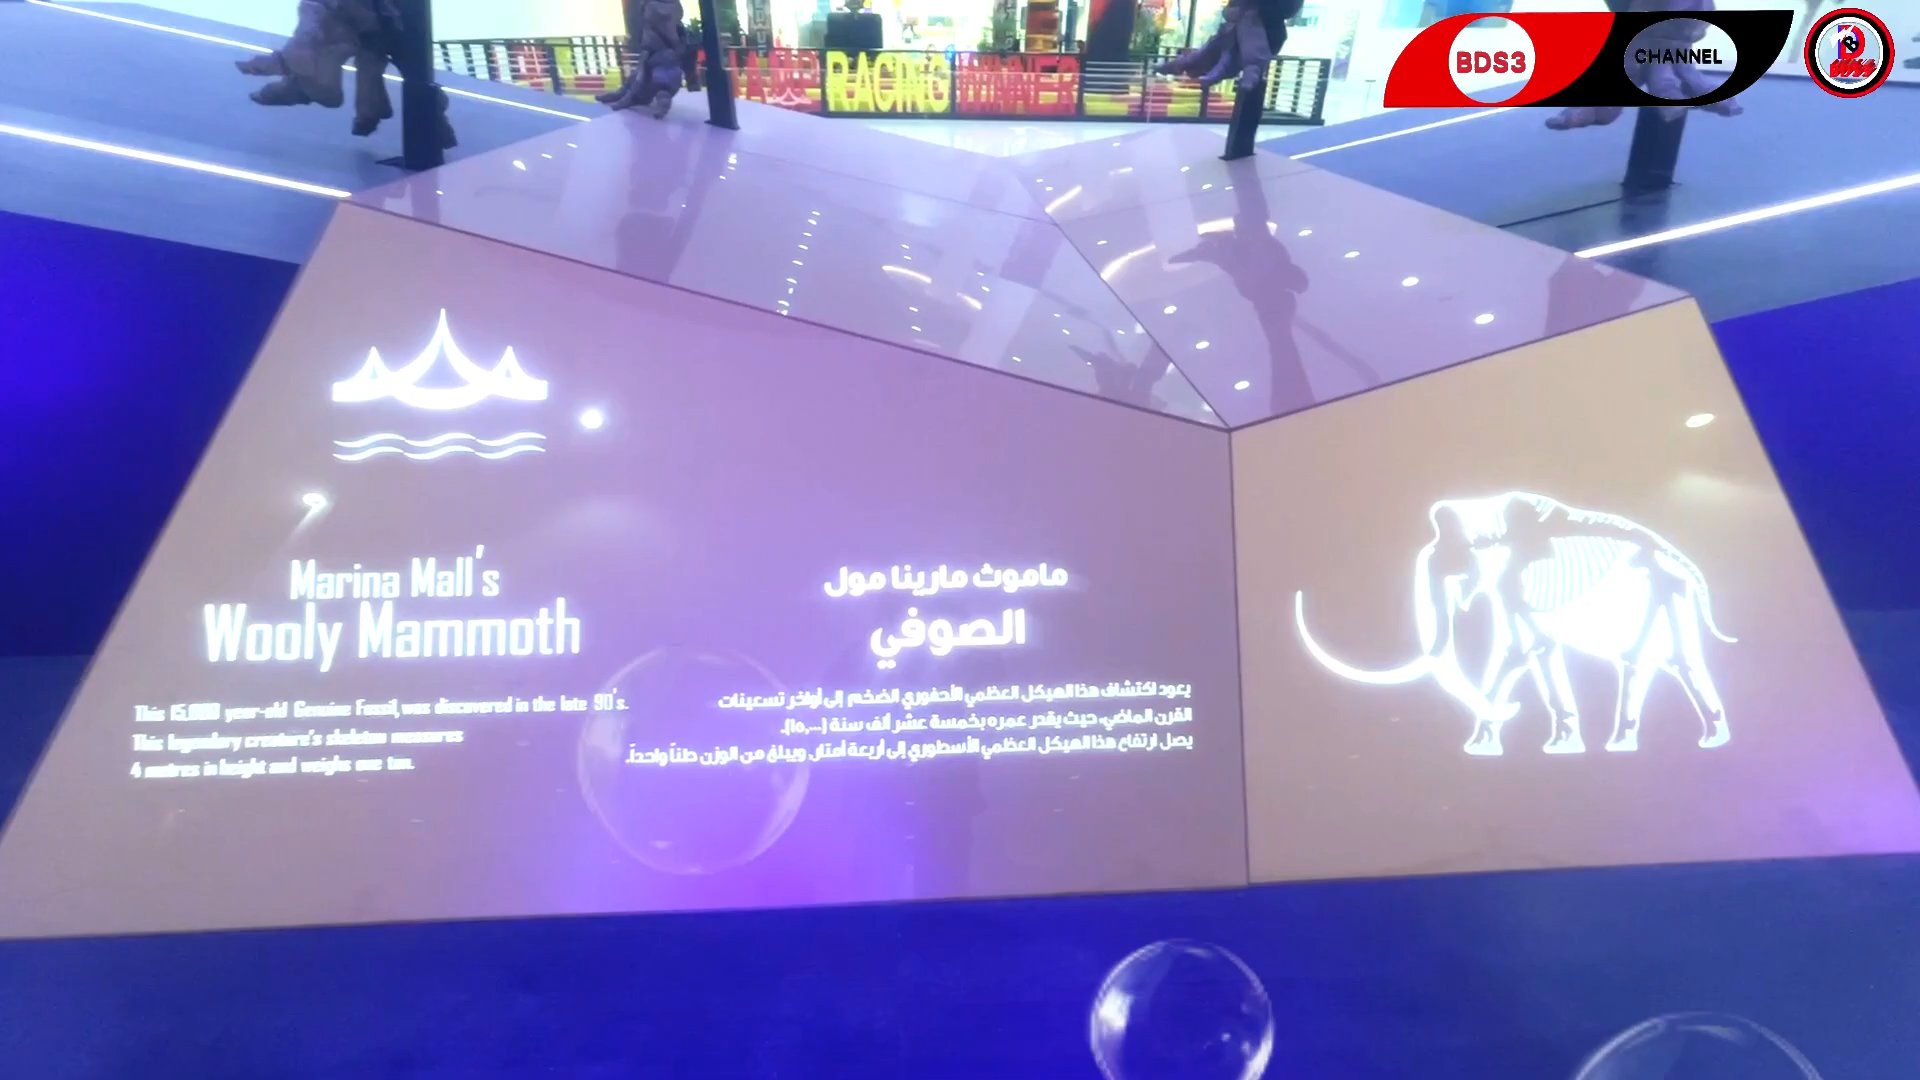 BDS3
CHANNEL
RACING WINNER
Marina Mall's
Wooly Mammoth
This 15,000 year-old Genuine Fossil, was discovered in the late 90's.
This legendary creature's skeleton measures
4 metres in height and weighs one ton.
ماموث مارينا مول
الصوفي
يعود اكتشاف هذا الهيكل العظمي الأحفوري الضخم إلى أواخر تسعينات
القرن الماضي، حيث يقدر عمره بخمسة عشر ألف سنة (١٥,٠٠٠).
يصل ارتفاع هذا الهيكل العظمي الأسطوري إلى أربعة أمتار، ويبلغ من الوزن طناً واحداً.